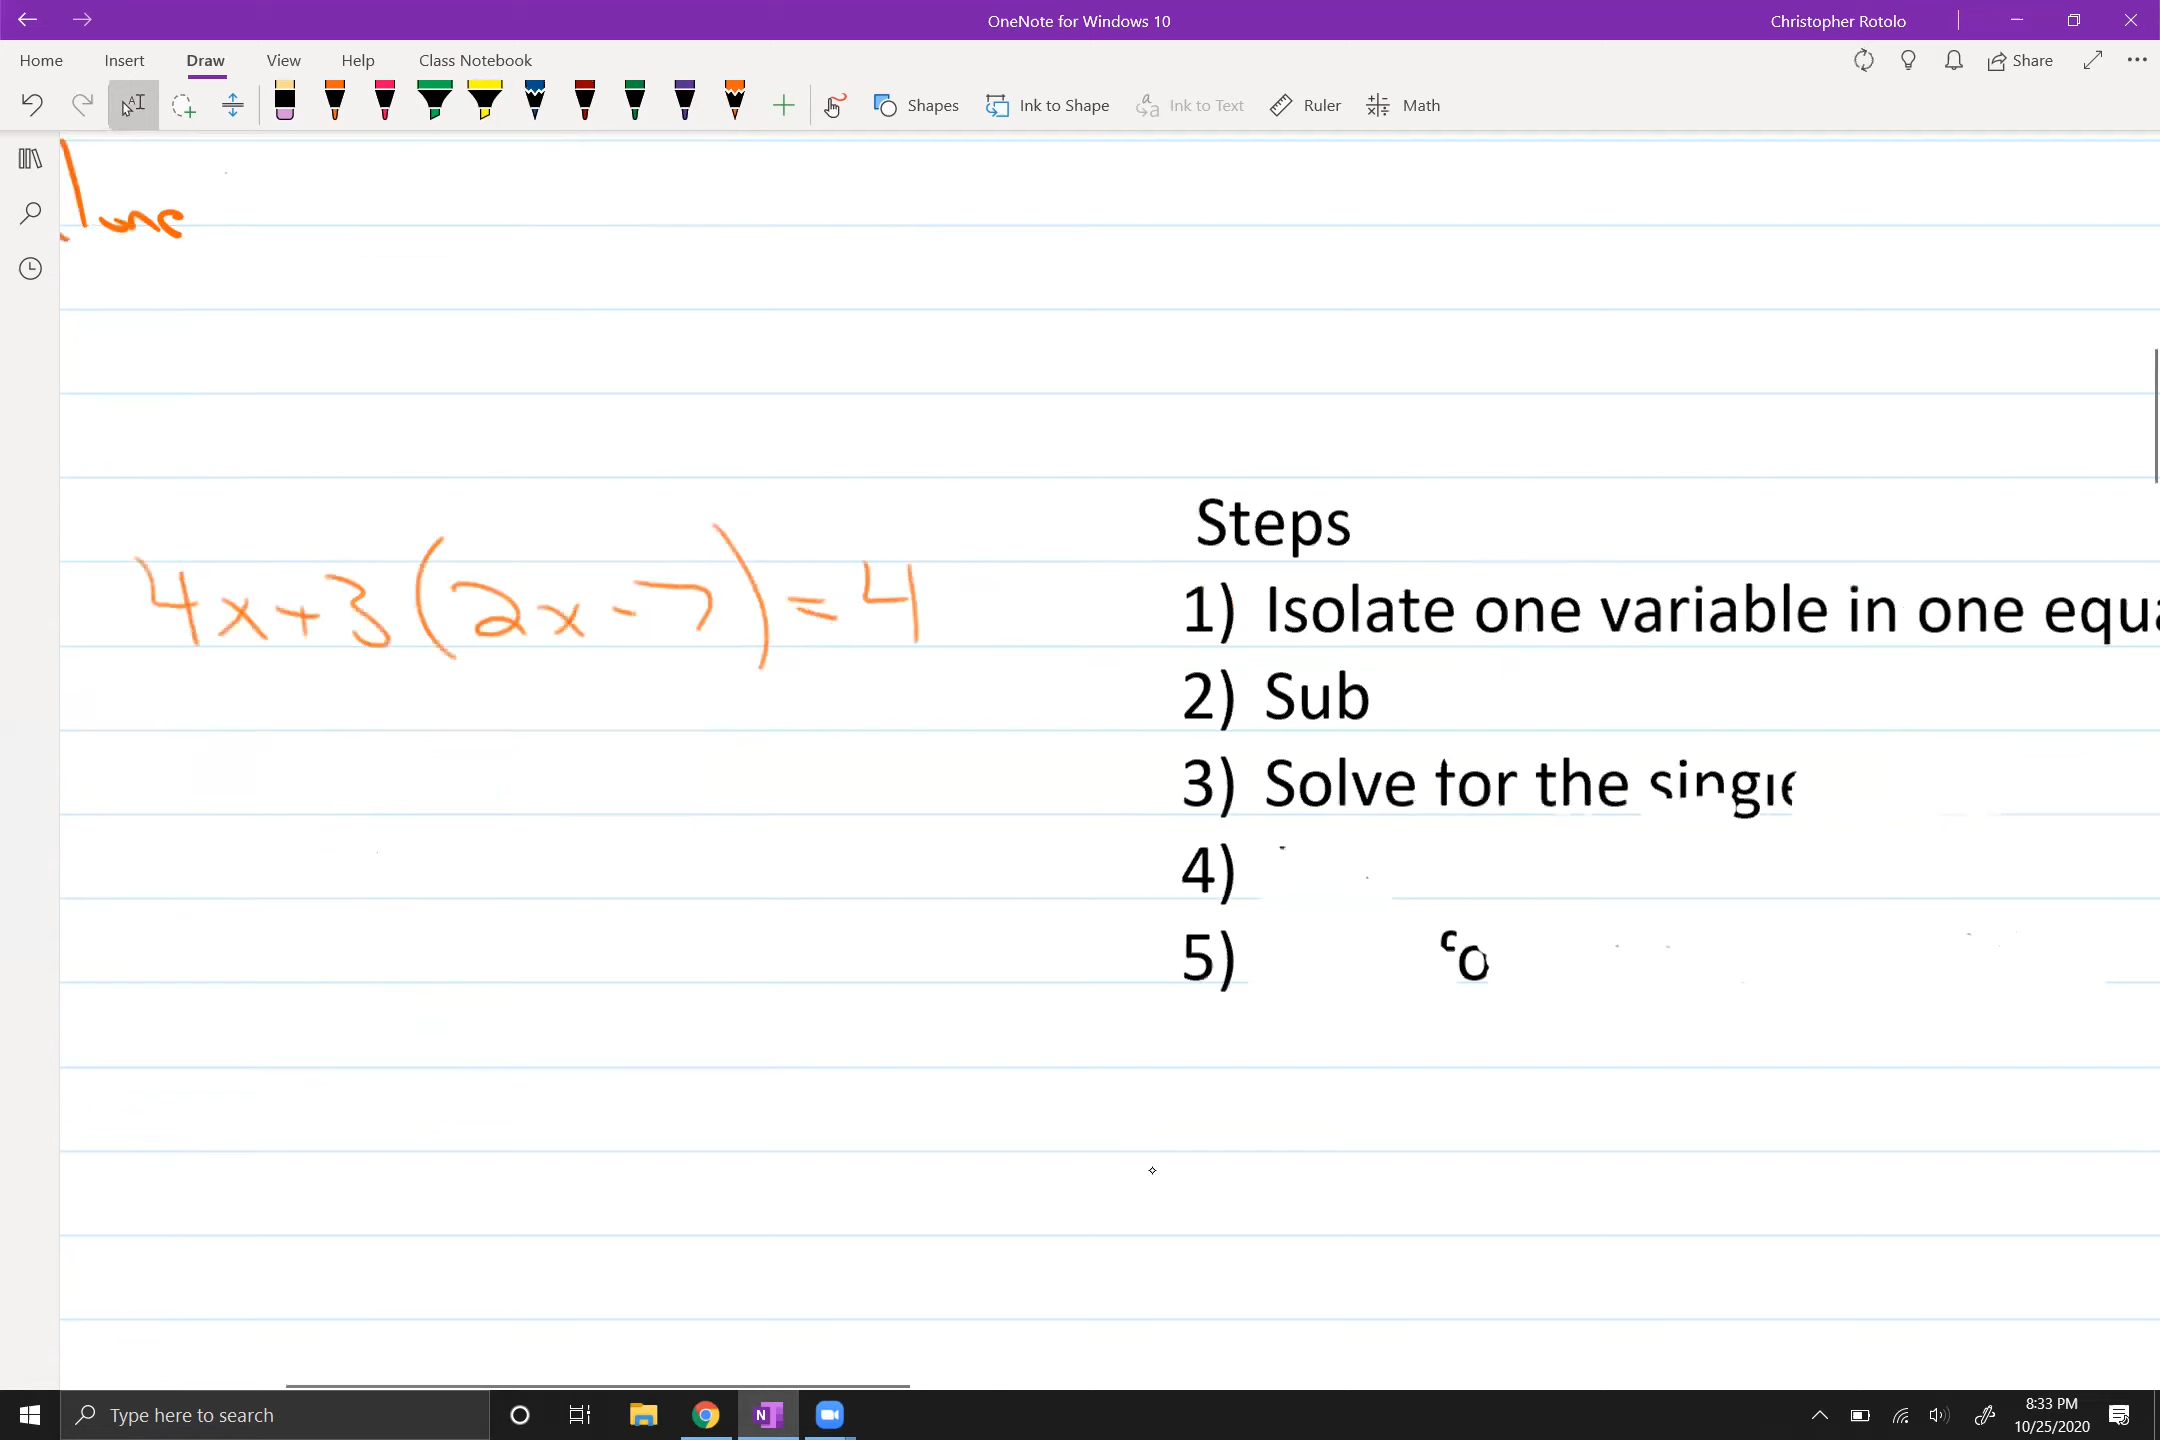 OneNote for Windows 10
Christopher Rotolo
Home Insert Draw View Help Class Notebook
Share
Shapes Ink to Shape Ink to Text Ruler Math
4x+3(2x-7)=4
Steps
1) Isolate one variable in one equa
2) Sub
3) Solve for the single
4)
5)
Type here to search
8:33 PM
10/25/2020